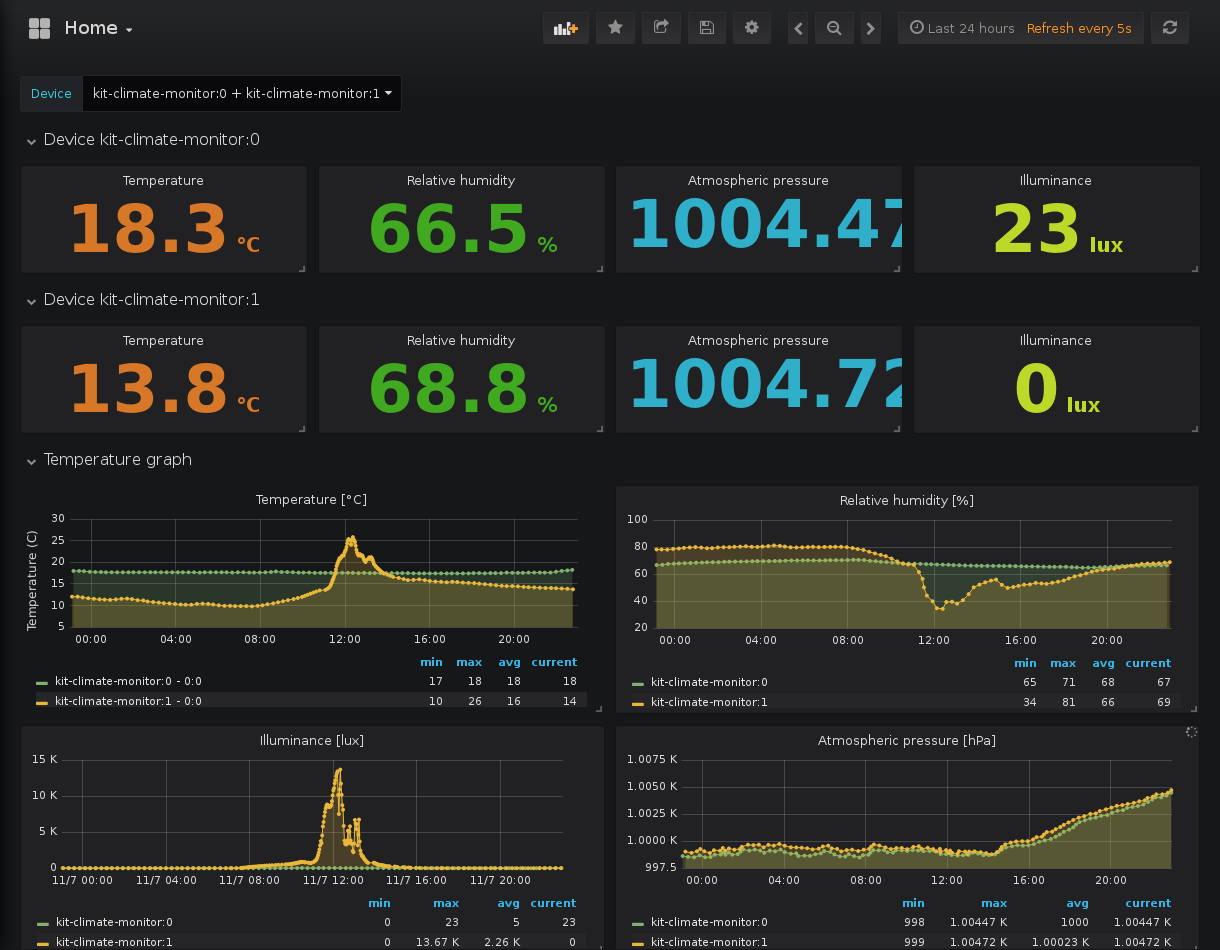 Home
Last 24 hours Refresh every 5s
Device kit-climate-monitor:0 + kit-climate-monitor:1
Device kit-climate-monitor:0
Temperature Relative humidity Atmospheric pressure Illuminance
18.3 °C 66.5 % 1004.47 23 lux
Device kit-climate-monitor:1
Temperature Relative humidity Atmospheric pressure Illuminance
13.8 °C 68.8 % 1004.72 0 lux
Temperature graph
Temperature [°C]
Temperature (C)
30
25
20
15
10
5
00:00 04:00 08:00 12:00 16:00 20:00
min max avg current
kit-climate-monitor:0 - 0:0 17 18 18 18
kit-climate-monitor:1 - 0:0 10 26 16 14
Relative humidity [%]
100
80
60
40
20
00:00 04:00 08:00 12:00 16:00 20:00
min max avg current
kit-climate-monitor:0 65 71 68 67
kit-climate-monitor:1 34 81 66 69
Illuminance [lux]
15 K
10 K
5 K
0
11/7 00:00 11/7 04:00 11/7 08:00 11/7 12:00 11/7 16:00 11/7 20:00
min max avg current
kit-climate-monitor:0 0 23 5 23
kit-climate-monitor:1 0 13.67 K 2.26 K 0
Atmospheric pressure [hPa]
1.0075 K
1.0050 K
1.0025 K
1.0000 K
997.5
00:00 04:00 08:00 12:00 16:00 20:00
min max avg current
kit-climate-monitor:0 998 1.00447 K 1000 1.00447 K
kit-climate-monitor:1 999 1.00472 K 1.00023 K 1.00472 K